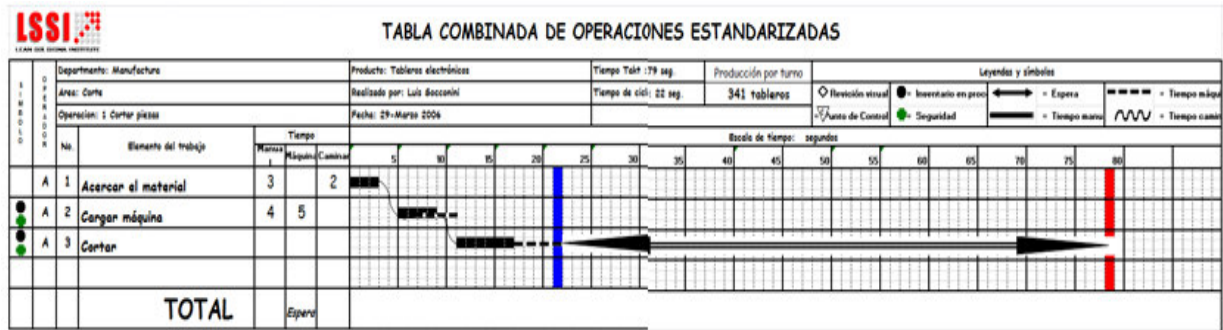 LSSI
LEAN SIX SIGMA INSTITUTE
TABLA COMBINADA DE OPERACIONES ESTANDARIZADAS
SIMBOLO
OPERADOR
Departmento: Manufactura
Producto: Tableros electrónicos
Tiempo Takt :79 seg.
Producción por turno
Leyendas y símbolos
Area: Corte
Realizado por: Luis Socconini
Tiempo de ciclo: 22 seg.
341 tableros
Revisión visual
= Inventario en proc
= Espera
= Tiempo máqu
Operacion: 1 Cortar piezas
Fecha: 29-Marzo 2006
Punto de Control
= Seguridad
= Tiempo manu
= Tiempo camin
No.
Elemento del trabajo
Tiempo
Manual
Máquina
Caminar
Escala de tiempo: segundos
5 10 15 20 25 30 35 40 45 50 55 60 65 70 75 80
A 1 Acercar el material 3 2
A 2 Cargar máquina 4 5
A 3 Cortar
TOTAL
Espera